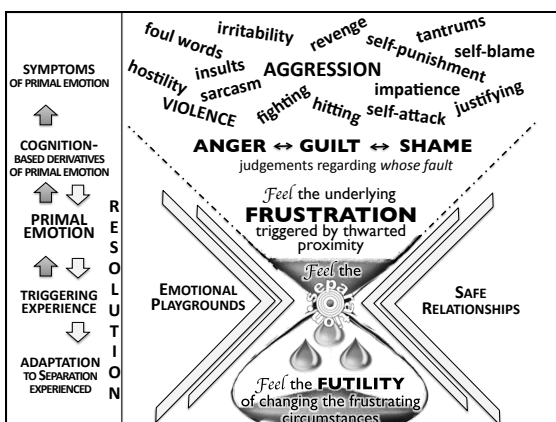 SYMPTOMS
OF PRIMAL EMOTION
COGNITION-
BASED DERIVATIVES
OF PRIMAL EMOTION
PRIMAL
EMOTION
TRIGGERING
EXPERIENCE
ADAPTATION
TO SEPARATION
EXPERIENCED
RESOLUTION
foul words
irritability
revenge
tantrums
self-punishment
self-blame
hostility
insults
AGGRESSION
sarcasm
impatience
VIOLENCE
fighting
hitting
self-attack
justifying
ANGER ↔ GUILT ↔ SHAME
judgements regarding whose fault
Feel the underlying
FRUSTRATION
triggered by thwarted
proximity
Feel the
separation
EMOTIONAL
PLAYGROUNDS
SAFE
RELATIONSHIPS
Feel the FUTILITY
of changing the frustrating
circumstances